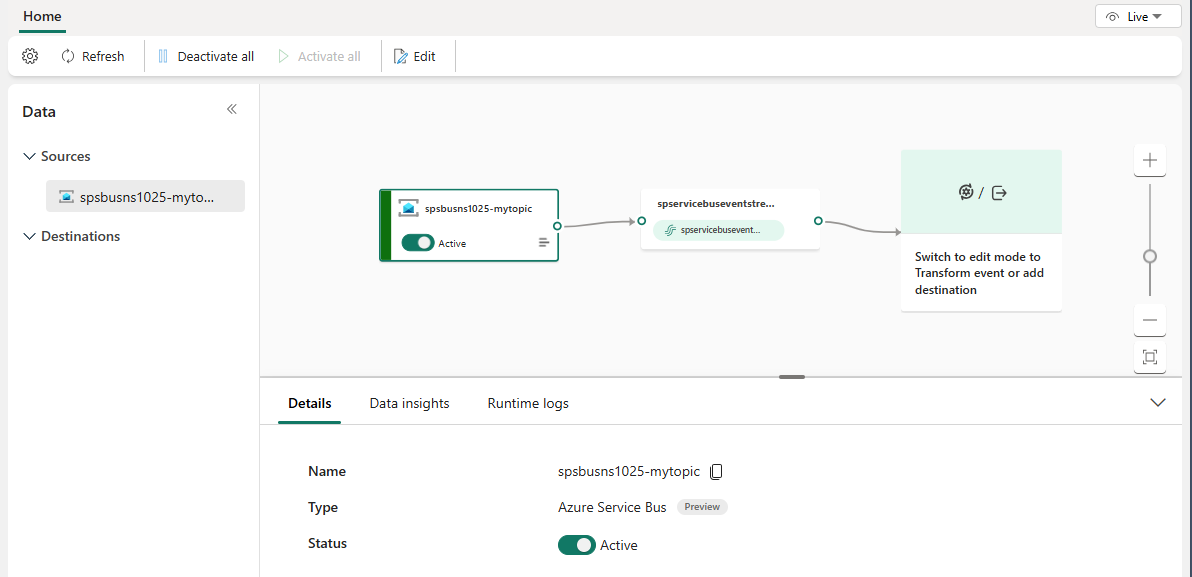 Home
Live
Refresh
Deactivate all
Activate all
Edit
Data
Sources
spsbusns1025-myto...
Destinations
spsbusns1025-mytopic
Active
spservicebuseventstre...
spservicebusevent...
/
Switch to edit mode to
Transform event or add
destination
Details
Data insights
Runtime logs
Name
spsbusns1025-mytopic
Type
Azure Service Bus
Preview
Status
Active